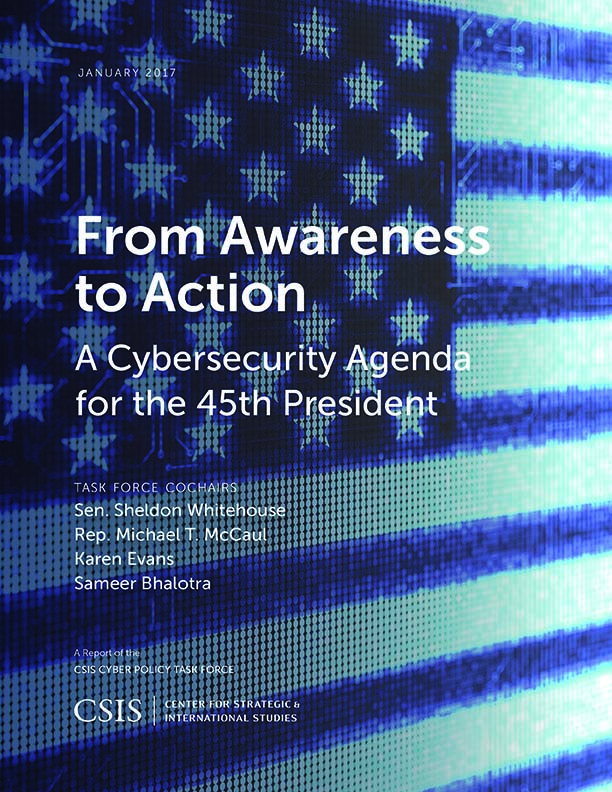 JANUARY 2017
From Awareness
to Action
A Cybersecurity Agenda
for the 45th President
TASK FORCE COCHAIRS
Sen. Sheldon Whitehouse
Rep. Michael T. McCaul
Karen Evans
Sameer Bhalotra
A Report of the
CSIS CYBER POLICY TASK FORCE
CSIS | CENTER FOR STRATEGIC &
INTERNATIONAL STUDIES